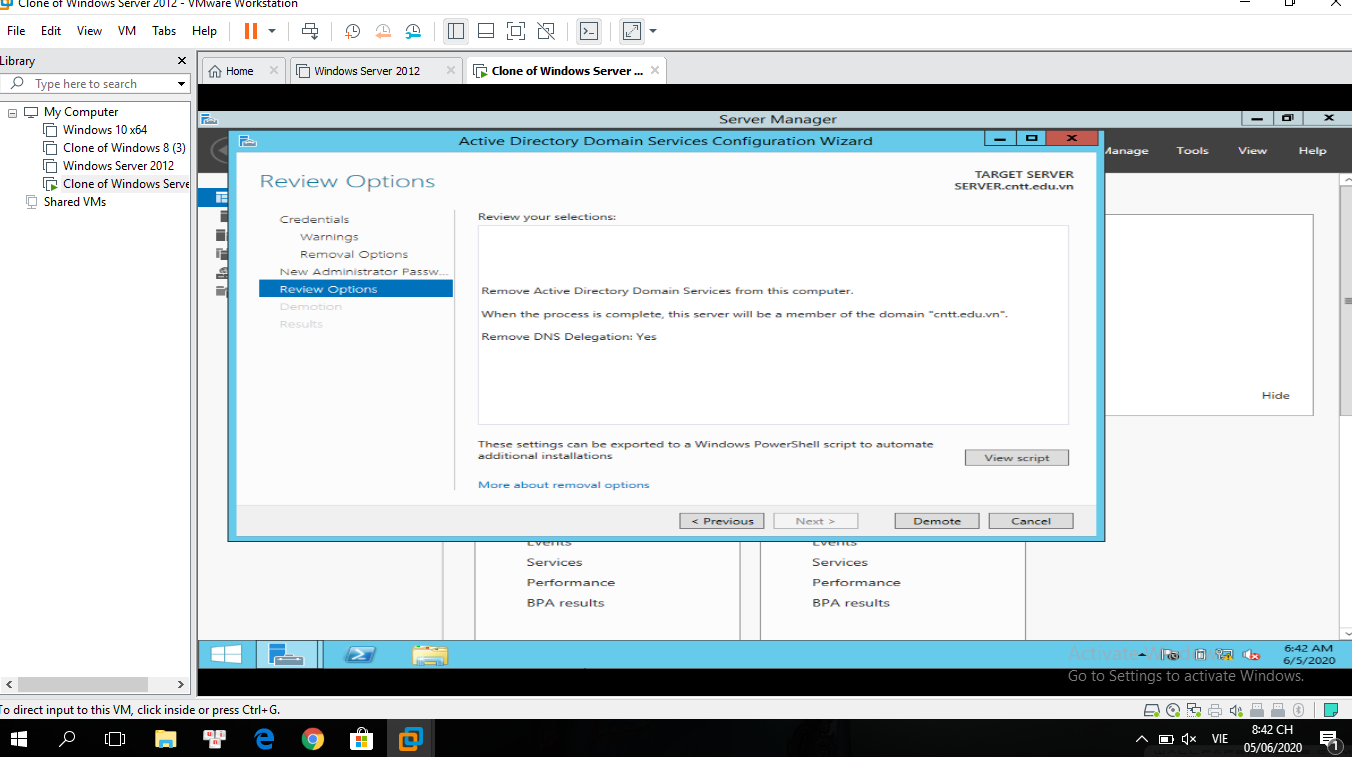 Clone of Windows Server 2012 - VMware Workstation
File Edit View VM Tabs Help
Library
Type here to search
My Computer
Windows 10 x64
Clone of Windows 8 (3)
Windows Server 2012
Clone of Windows Serve
Shared VMs
Home
Windows Server 2012
Clone of Windows Server ...
Server Manager
Manage Tools View Help
Active Directory Domain Services Configuration Wizard
Review Options
TARGET SERVER
SERVER.cntt.edu.vn
Credentials
Warnings
Removal Options
New Administrator Passw...
Review Options
Demotion
Results
Review your selections:
Remove Active Directory Domain Services from this computer.
When the process is complete, this server will be a member of the domain "cntt.edu.vn".
Remove DNS Delegation: Yes
These settings can be exported to a Windows PowerShell script to automate
additional installations
View script
More about removal options
< Previous Next > Demote Cancel
Hide
Events
Services
Performance
BPA results
Events
Services
Performance
BPA results
6:42 AM
6/5/2020
Go to Settings to activate Windows.
To direct input to this VM, click inside or press Ctrl+G.
VIE
8:42 CH
05/06/2020
1